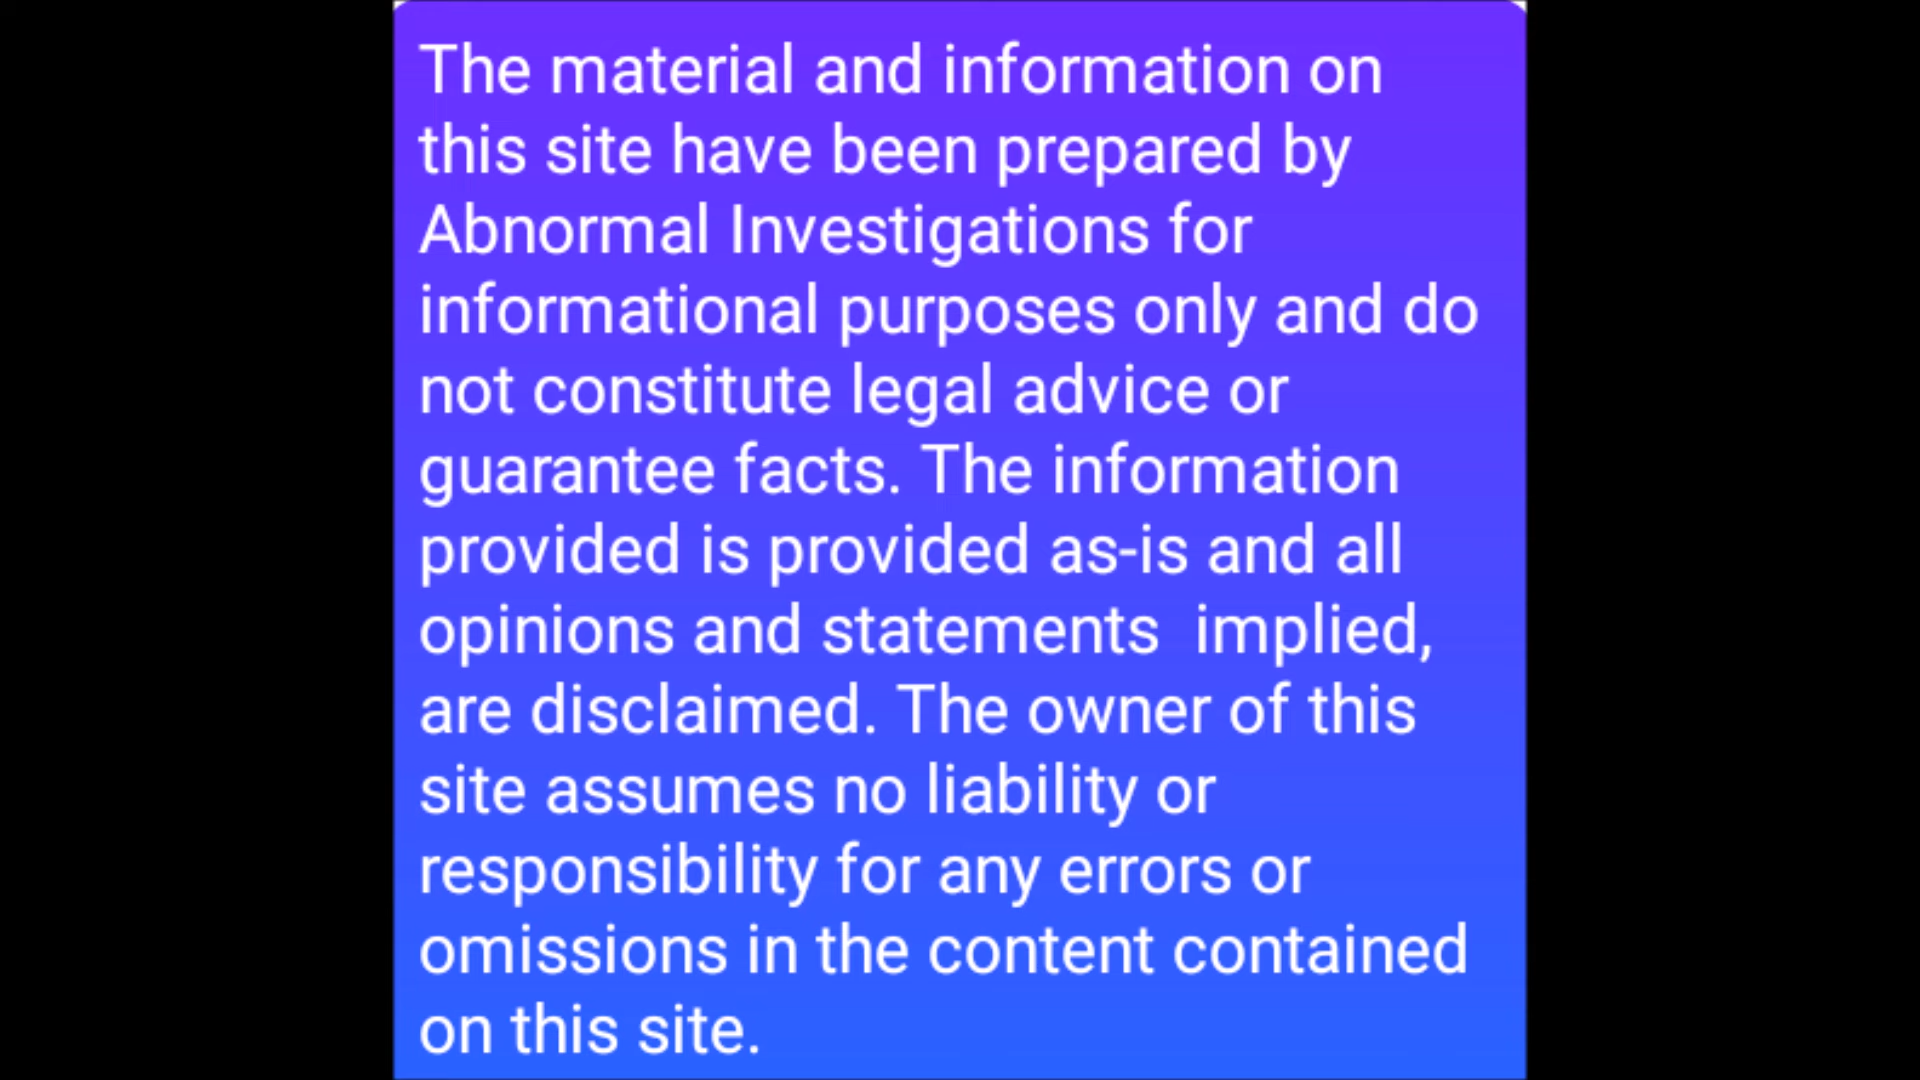 The material and information on
this site have been prepared by
Abnormal Investigations for
informational purposes only and do
not constitute legal advice or
guarantee facts. The information
provided is provided as-is and all
opinions and statements  implied,
are disclaimed. The owner of this
site assumes no liability or
responsibility for any errors or
omissions in the content contained
on this site.